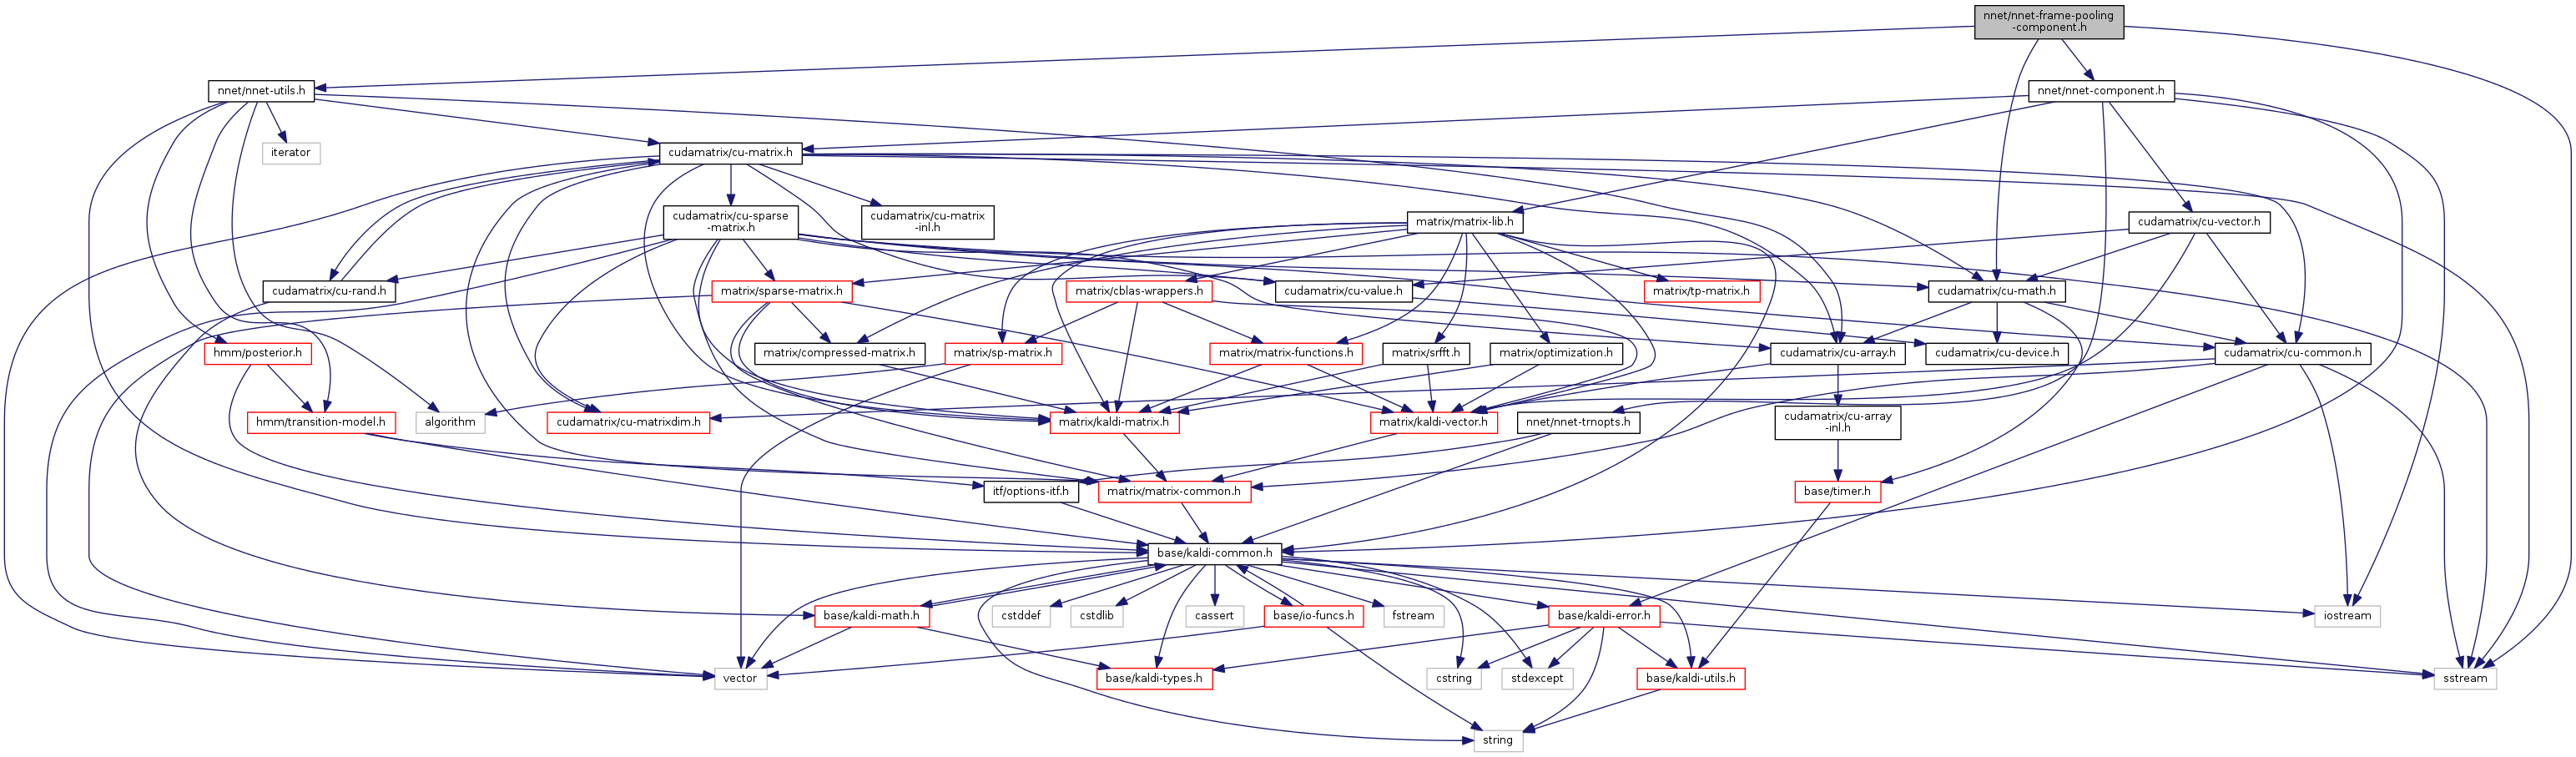 nnet/nnet-frame-pooling
-component.h
nnet/nnet-utils.h
nnet/nnet-component.h
iterator
cudamatrix/cu-matrix.h
cudamatrix/cu-sparse
-matrix.h
cudamatrix/cu-matrix
-inl.h
matrix/matrix-lib.h
cudamatrix/cu-vector.h
cudamatrix/cu-rand.h
matrix/sparse-matrix.h
matrix/cblas-wrappers.h
cudamatrix/cu-value.h
matrix/tp-matrix.h
cudamatrix/cu-math.h
hmm/posterior.h
matrix/compressed-matrix.h
matrix/sp-matrix.h
matrix/matrix-functions.h
matrix/srfft.h
matrix/optimization.h
cudamatrix/cu-array.h
cudamatrix/cu-device.h
cudamatrix/cu-common.h
hmm/transition-model.h
algorithm
cudamatrix/cu-matrixdim.h
matrix/kaldi-matrix.h
matrix/kaldi-vector.h
nnet/nnet-trnopts.h
cudamatrix/cu-array
-inl.h
itf/options-itf.h
matrix/matrix-common.h
base/timer.h
base/kaldi-common.h
base/kaldi-math.h
cstddef
cstdlib
cassert
base/io-funcs.h
fstream
base/kaldi-error.h
iostream
vector
base/kaldi-types.h
cstring
stdexcept
base/kaldi-utils.h
sstream
string